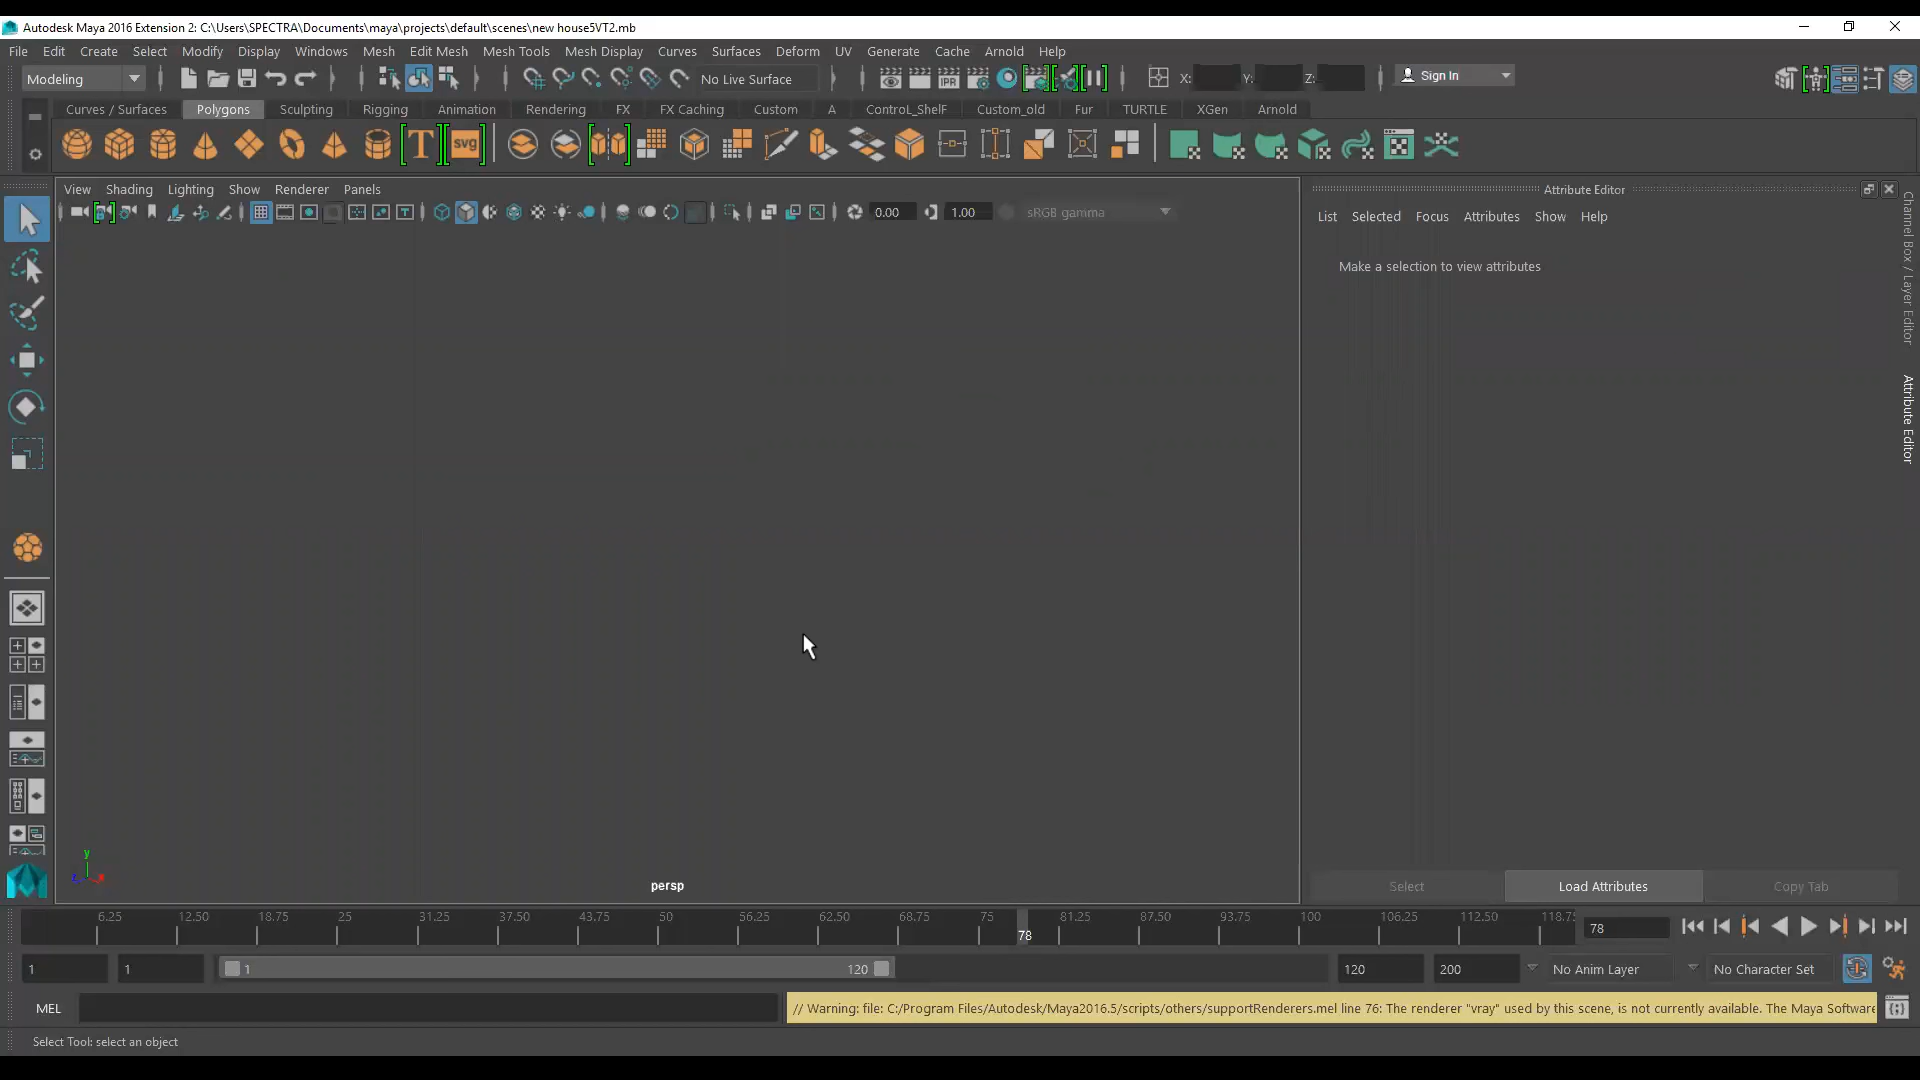 Autodesk Maya 2016 Extension 2: C:\Users\SPECTRA\Documents\maya\projects\default\scenes\new house5VT2.mb
File Edit Create Select Modify Display Windows Mesh Edit Mesh Mesh Tools Mesh Display Curves Surfaces Deform UV Generate Cache Arnold Help
Modeling No Live Surface IPR X: Y: Z: Sign In
Curves / Surfaces Polygons Sculpting Rigging Animation Rendering FX FX Caching Custom A ControL_ShelF Custom_old Fur TURTLE XGen Arnold
T svg
View Shading Lighting Show Renderer Panels
0.00 1.00 sRGB gamma
Attribute Editor
List Selected Focus Attributes Show Help
Make a selection to view attributes
Channel Box / Layer Editor
Attribute Editor
y
z x
persp
Select Load Attributes Copy Tab
6.25 12.50 18.75 25 31.25 37.50 43.75 50 56.25 62.50 68.75 75 81.25 87.50 93.75 100 106.25 112.50 118.75
78 78
1 1 1 120 120 200 No Anim Layer No Character Set
MEL // Warning: file: C:/Program Files/Autodesk/Maya2016.5/scripts/others/supportRenderers.mel line 76: The renderer "vray" used by this scene, is not currently available. The Maya Software
Select Tool: select an object